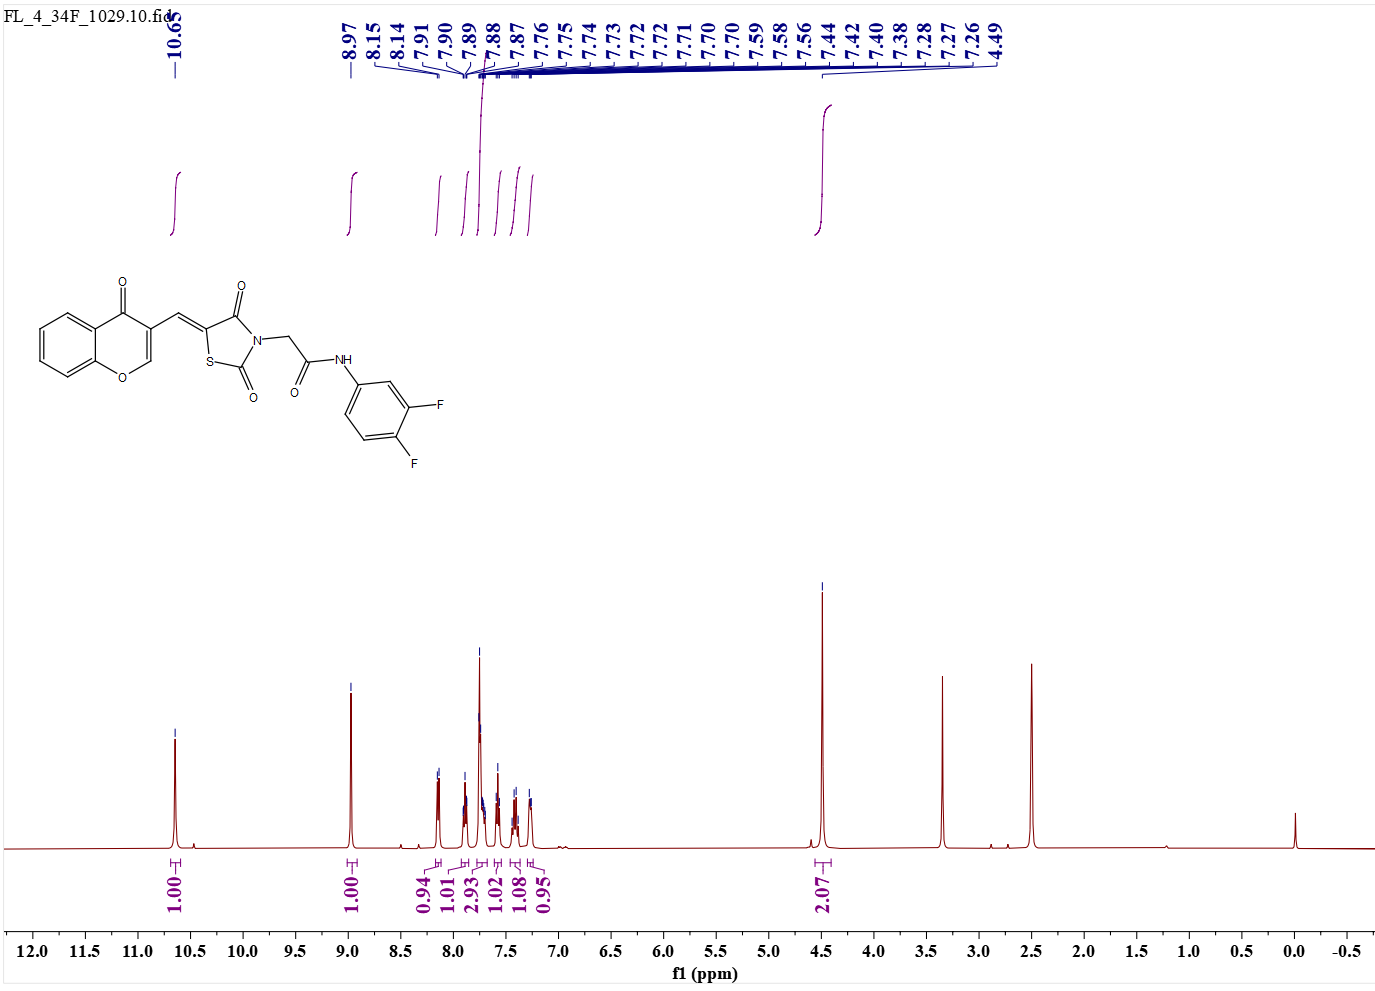 FL_4_34F_1029.10.fid
10.65
8.97
8.15
8.14
7.91
7.90
7.89
7.88
7.87
7.76
7.75
7.74
7.73
7.72
7.72
7.71
7.70
7.70
7.59
7.58
7.56
7.44
7.42
7.40
7.38
7.28
7.27
7.26
4.49
O
O
N
NH
S
O
O
O
O
F
F
1.00
1.00
0.94
1.01
2.93
1.02
1.08
0.95
2.07
12.0 11.5 11.0 10.5 10.0 9.5 9.0 8.5 8.0 7.5 7.0 6.5 6.0 5.5 5.0 4.5 4.0 3.5 3.0 2.5 2.0 1.5 1.0 0.5 0.0 -0.5
f1 (ppm)